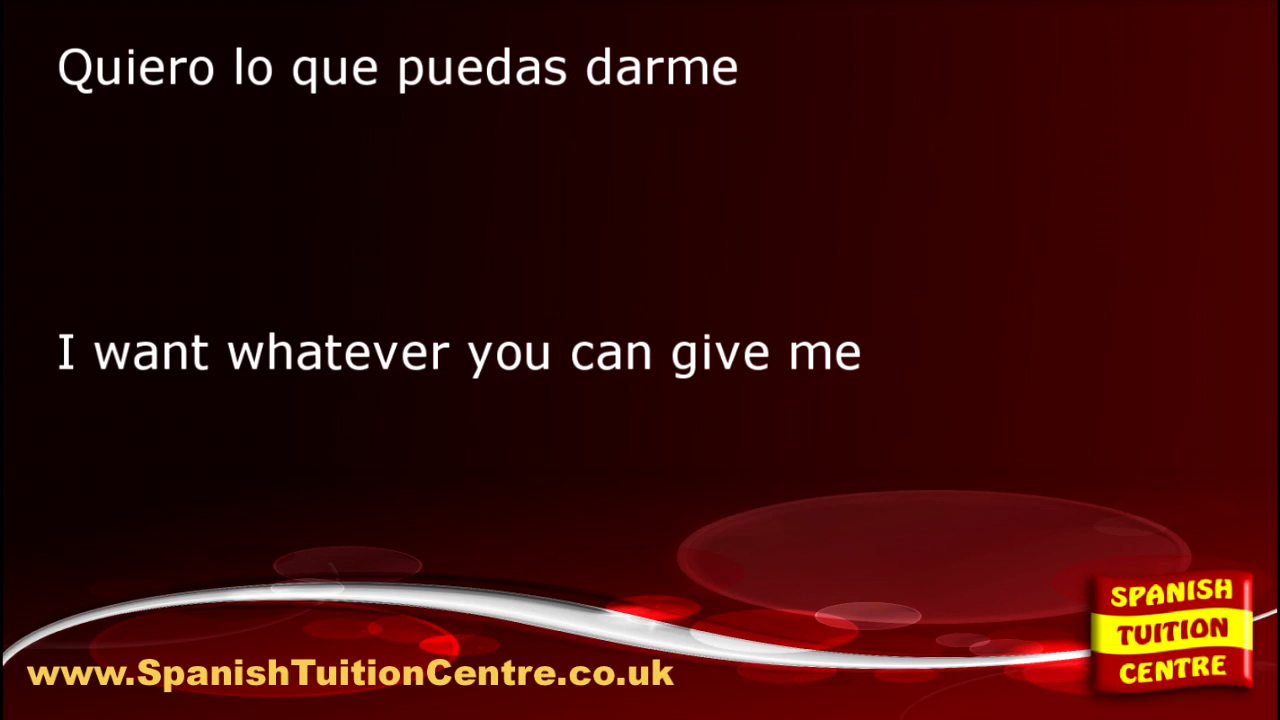 Quiero lo que puedas darme
I want whatever you can give me
SPANISH
TUITION
CENTRE
www.SpanishTuitionCentre.co.uk